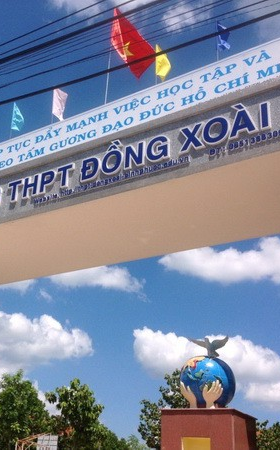 P TỤC ĐẨY MẠNH VIỆC HỌC TẬP VÀ
EO TẤM GƯƠNG ĐẠO ĐỨC HỒ CHÍ MI
THPT ĐỒNG XOÀI